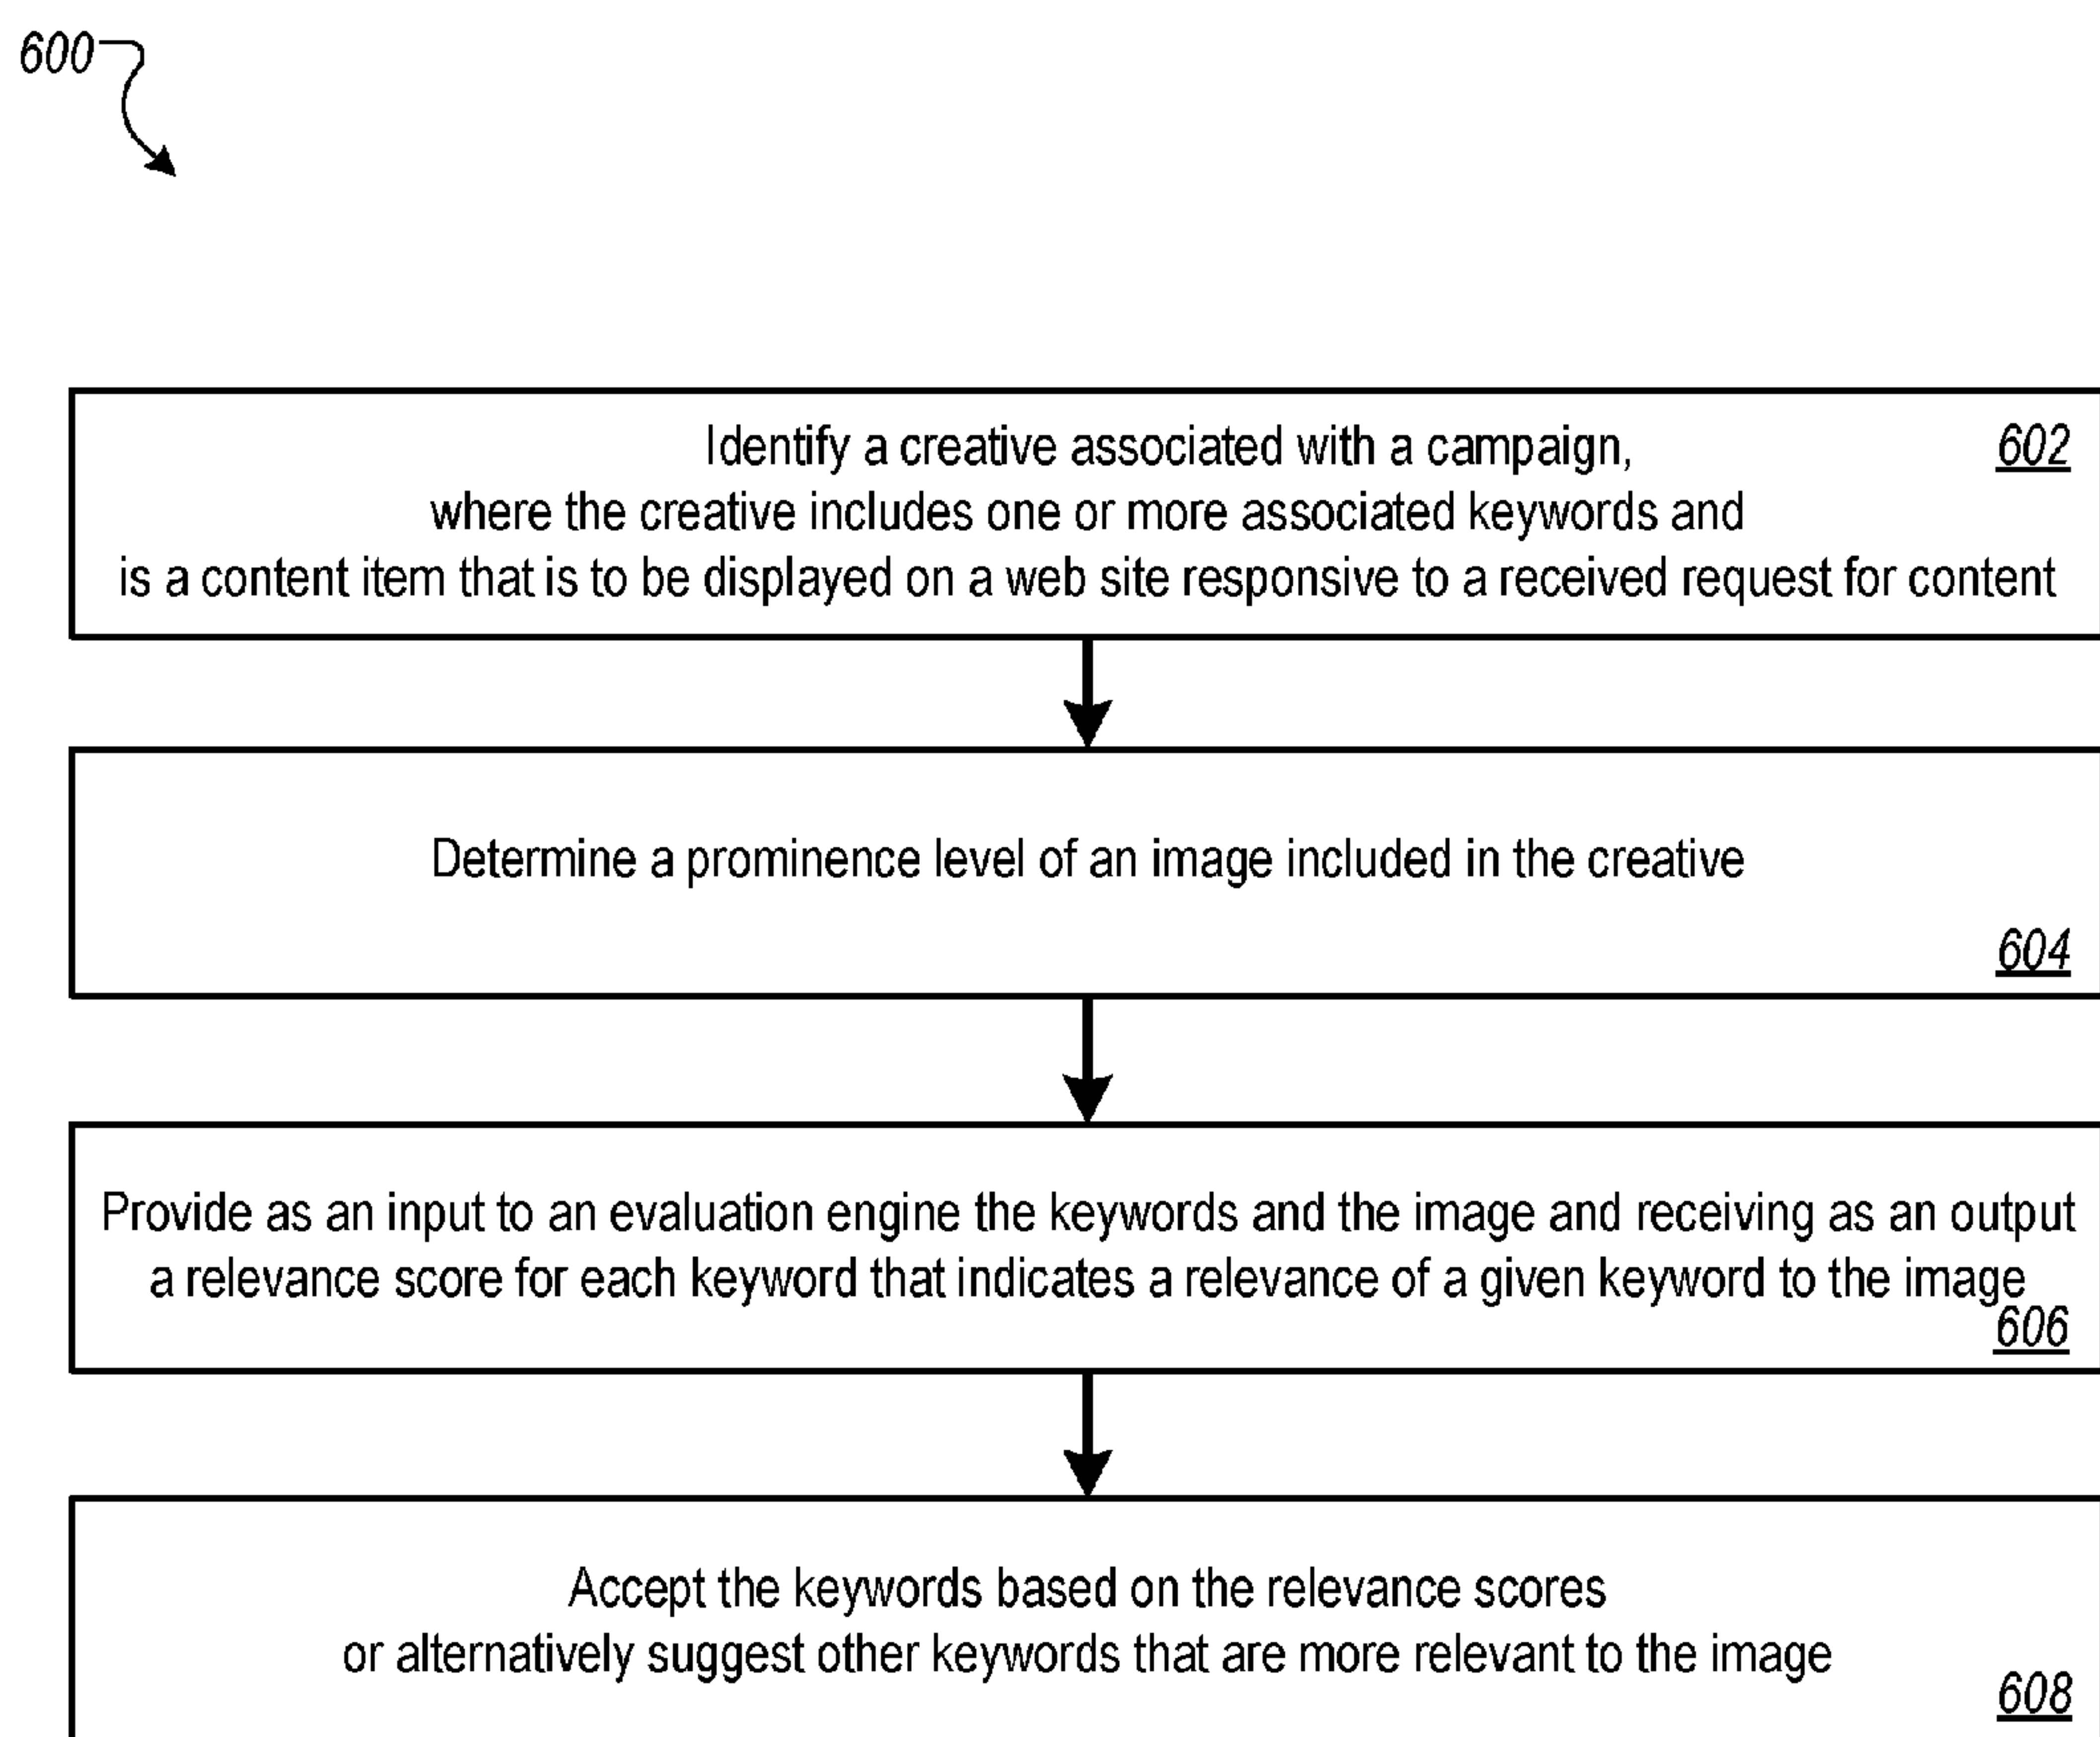 600
Identify a creative associated with a campaign,
602
where the creative includes one or more associated keywords and
is a content item that is to be displayed on a web site responsive to a received request for content
Determine a prominence level of an image included in the creative
604
Provide as an input to an evaluation engine the keywords and the image and receiving as an output
a relevance score for each keyword that indicates a relevance of a given keyword to the image
606
Accept the keywords based on the relevance scores
or alternatively suggest other keywords that are more relevant to the image
608